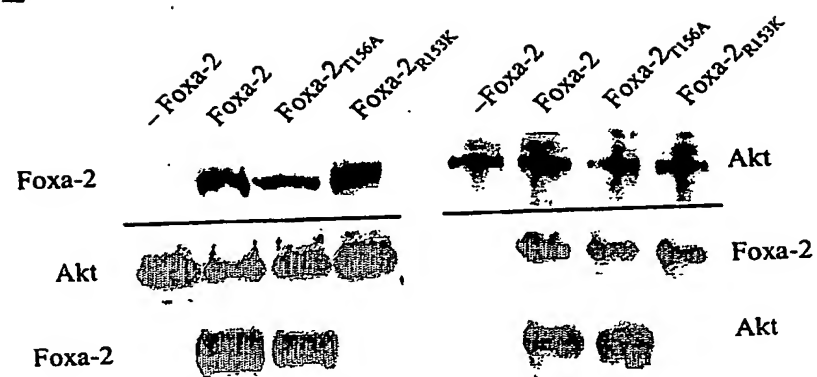 – Foxa-2 Foxa-2 Foxa-2T156A Foxa-2R153K –Foxa-2 Foxa-2 Foxa-2T156A Foxa-2R153K
Foxa-2 Akt
Akt Foxa-2
Foxa-2 Akt